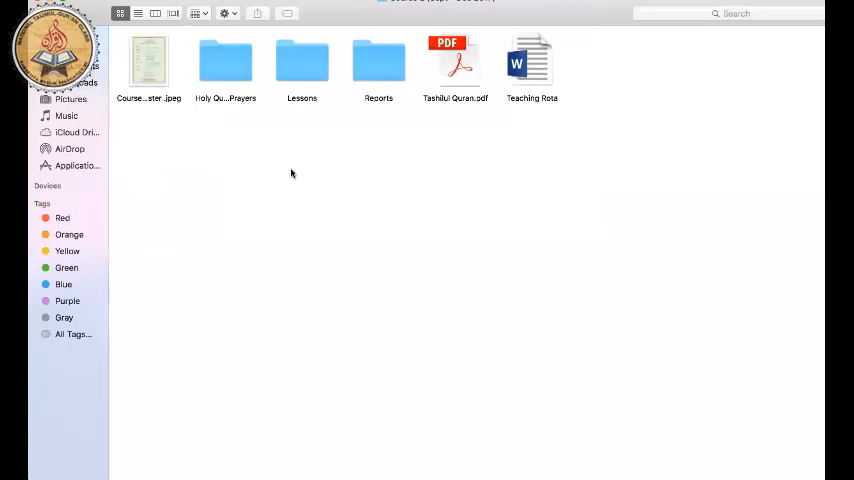 Search
Course...ster .jpeg
Holy Qu...Prayers
Lessons
Reports
PDF
Tashilul Quran.pdf
W
Teaching Rota
Pictures
Music
iCloud Dri...
AirDrop
Applicatio...
Devices
Tags
Red
Orange
Yellow
Green
Blue
Purple
Gray
All Tags...